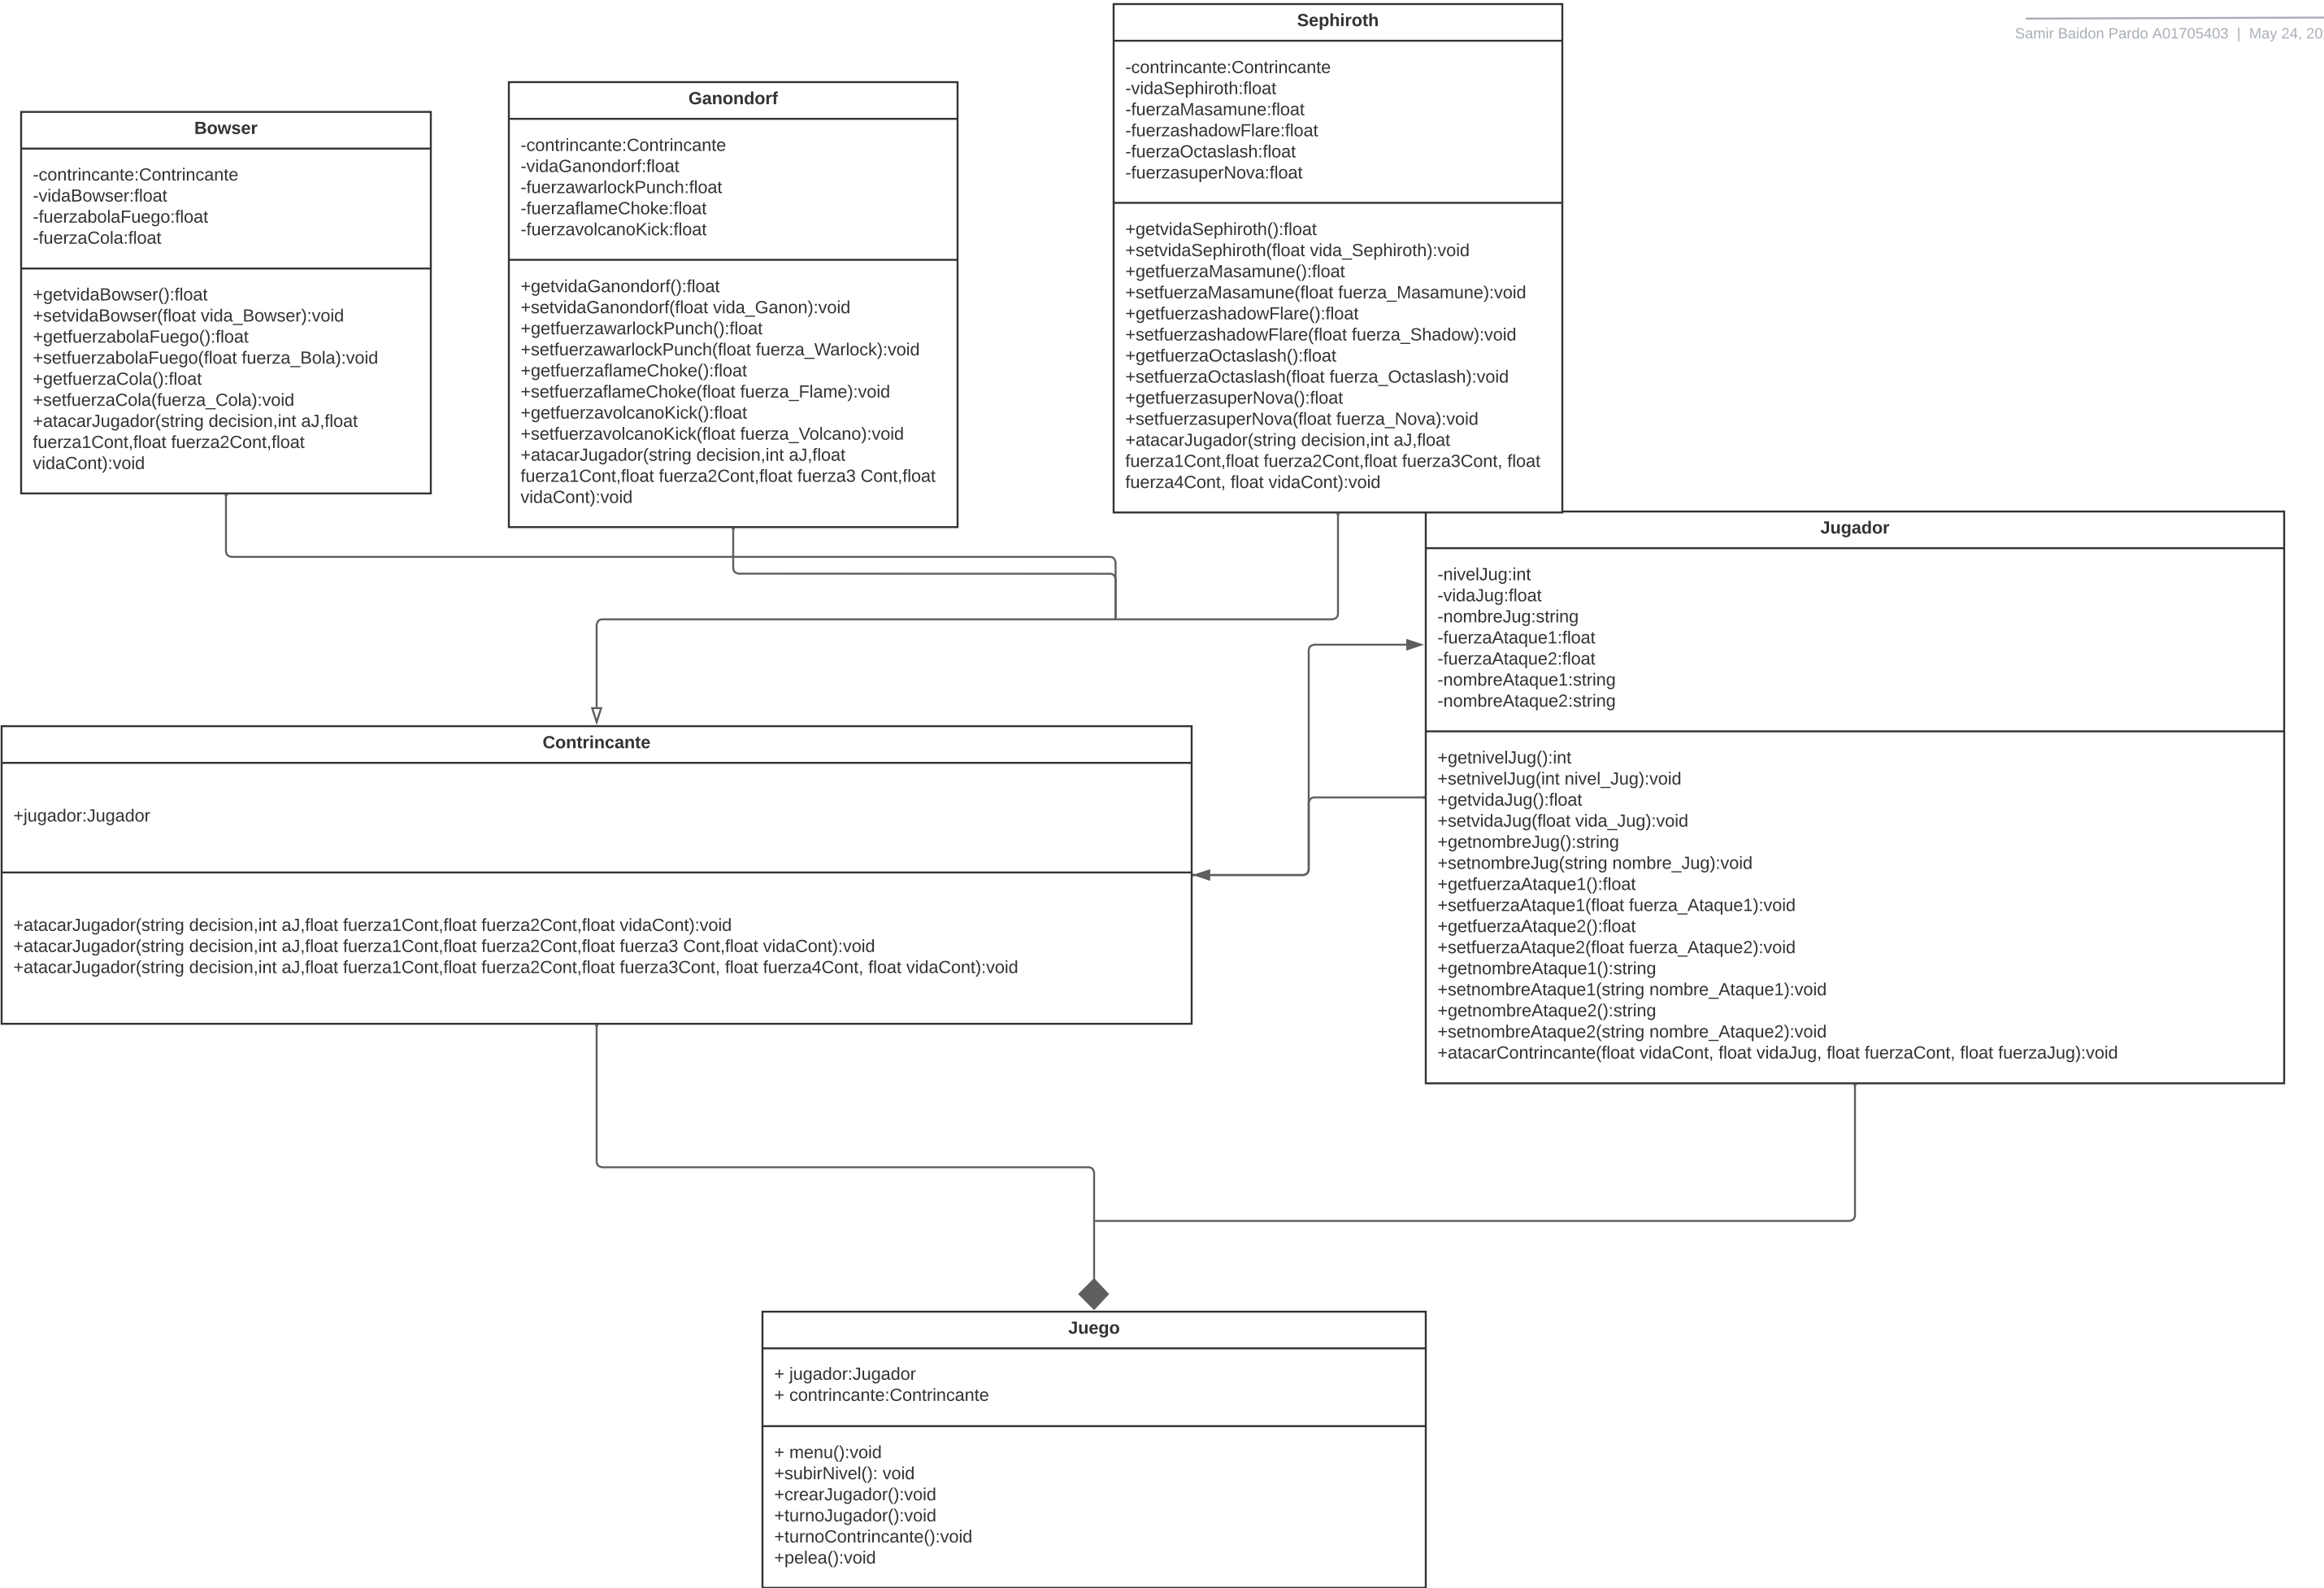 Samir Baidon Pardo A01705403 | May 24, 20
Sephiroth
-contrincante:Contrincante
-vidaSephiroth:float
-fuerzaMasamune:float
-fuerzashadowFlare:float
-fuerzaOctaslash:float
-fuerzasuperNova:float
+getvidaSephiroth():float
+setvidaSephiroth(float vida_Sephiroth):void
+getfuerzaMasamune():float
+setfuerzaMasamune(float fuerza_Masamune):void
+getfuerzashadowFlare():float
+setfuerzashadowFlare(float fuerza_Shadow):void
+getfuerzaOctaslash():float
+setfuerzaOctaslash(float fuerza_Octaslash):void
+getfuerzasuperNova():float
+setfuerzasuperNova(float fuerza_Nova):void
+atacarJugador(string decision,int aJ,float
fuerza1Cont,float fuerza2Cont,float fuerza3Cont, float
fuerza4Cont, float vidaCont):void
Ganondorf
-contrincante:Contrincante
-vidaGanondorf:float
-fuerzawarlockPunch:float
-fuerzaflameChoke:float
-fuerzavolcanoKick:float
+getvidaGanondorf():float
+setvidaGanondorf(float vida_Ganon):void
+getfuerzawarlockPunch():float
+setfuerzawarlockPunch(float fuerza_Warlock):void
+getfuerzaflameChoke():float
+setfuerzaflameChoke(float fuerza_Flame):void
+getfuerzavolcanoKick():float
+setfuerzavolcanoKick(float fuerza_Volcano):void
+atacarJugador(string decision,int aJ,float
fuerza1Cont,float fuerza2Cont,float fuerza3 Cont,float
vidaCont):void
Bowser
-contrincante:Contrincante
-vidaBowser:float
-fuerzabolaFuego:float
-fuerzaCola:float
+getvidaBowser():float
+setvidaBowser(float vida_Bowser):void
+getfuerzabolaFuego():float
+setfuerzabolaFuego(float fuerza_Bola):void
+getfuerzaCola():float
+setfuerzaCola(fuerza_Cola):void
+atacarJugador(string decision,int aJ,float
fuerza1Cont,float fuerza2Cont,float
vidaCont):void
Jugador
-nivelJug:int
-vidaJug:float
-nombreJug:string
-fuerzaAtaque1:float
-fuerzaAtaque2:float
-nombreAtaque1:string
-nombreAtaque2:string
+getnivelJug():int
+setnivelJug(int nivel_Jug):void
+getvidaJug():float
+setvidaJug(float vida_Jug):void
+getnombreJug():string
+setnombreJug(string nombre_Jug):void
+getfuerzaAtaque1():float
+setfuerzaAtaque1(float fuerza_Ataque1):void
+getfuerzaAtaque2():float
+setfuerzaAtaque2(float fuerza_Ataque2):void
+getnombreAtaque1():string
+setnombreAtaque1(string nombre_Ataque1):void
+getnombreAtaque2():string
+setnombreAtaque2(string nombre_Ataque2):void
+atacarContrincante(float vidaCont, float vidaJug, float fuerzaCont, float fuerzaJug):void
Contrincante
+jugador:Jugador
+atacarJugador(string decision,int aJ,float fuerza1Cont,float fuerza2Cont,float vidaCont):void
+atacarJugador(string decision,int aJ,float fuerza1Cont,float fuerza2Cont,float fuerza3 Cont,float vidaCont):void
+atacarJugador(string decision,int aJ,float fuerza1Cont,float fuerza2Cont,float fuerza3Cont, float fuerza4Cont, float vidaCont):void
Juego
+ jugador:Jugador
+ contrincante:Contrincante
+ menu():void
+subirNivel(): void
+crearJugador():void
+turnoJugador():void
+turnoContrincante():void
+pelea():void